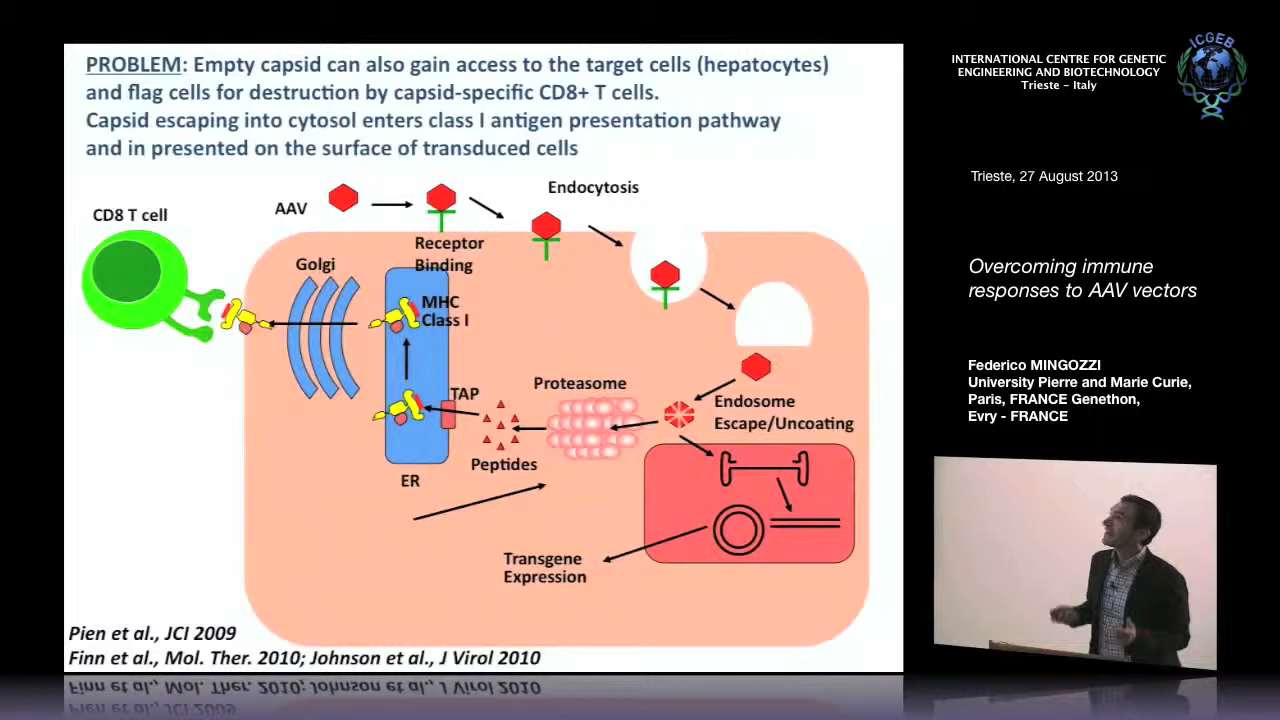 PROBLEM: Empty capsid can also gain access to the target cells (hepatocytes)
and flag cells for destruction by capsid-specific CD8+ T cells.
Capsid escaping into cytosol enters class I antigen presentation pathway
and in presented on the surface of transduced cells
CD8 T cell
AAV
Endocytosis
Receptor
Binding
Golgi
MHC
Class I
TAP
Proteasome
Endosome
Escape/Uncoating
Peptides
ER
Transgene
Expression
Pien et al., JCI 2009
Finn et al., Mol. Ther. 2010; Johnson et al., J Virol 2010
INTERNATIONAL CENTRE FOR GENETIC
ENGINEERING AND BIOTECHNOLOGY
Trieste - Italy
ICGEB
Trieste, 27 August 2013
Overcoming immune
responses to AAV vectors
Federico MINGOZZI
University Pierre and Marie Curie,
Paris, FRANCE Genethon,
Evry - FRANCE